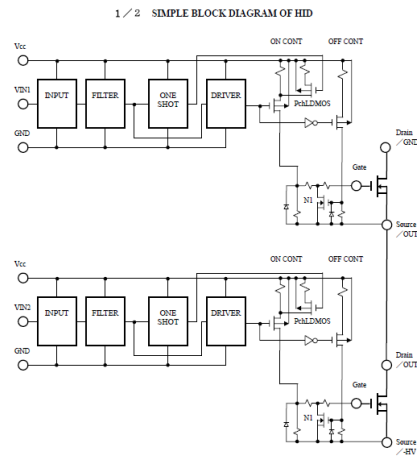 1／2 SIMPLE BLOCK DIAGRAM OF HID
ON CONT OFF CONT
Vcc
VIN1
INPUT FILTER ONE SHOT DRIVER
PchLDMOS
GND
Drain
／GND
Gate
N1
Source
／OUT
Vcc
ON CONT OFF CONT
VIN2
INPUT FILTER ONE SHOT DRIVER
PchLDMOS
GND
Drain
／OUT
Gate
N1
Source
／-HV